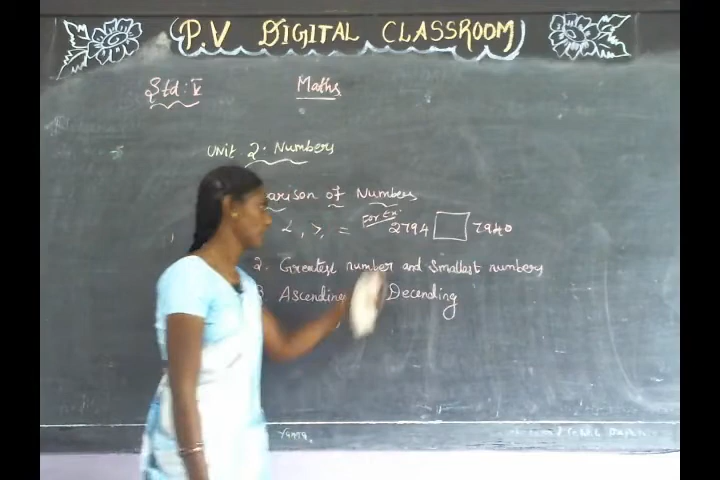 P.V DIGITAL CLASSROOM
Std: V
Maths
Unit 2. Numbers
arison of Numbers
<, >, = For Ex: 2794 □ 7940
2. Greatest number and Smallest numbers
3. Ascending Decending